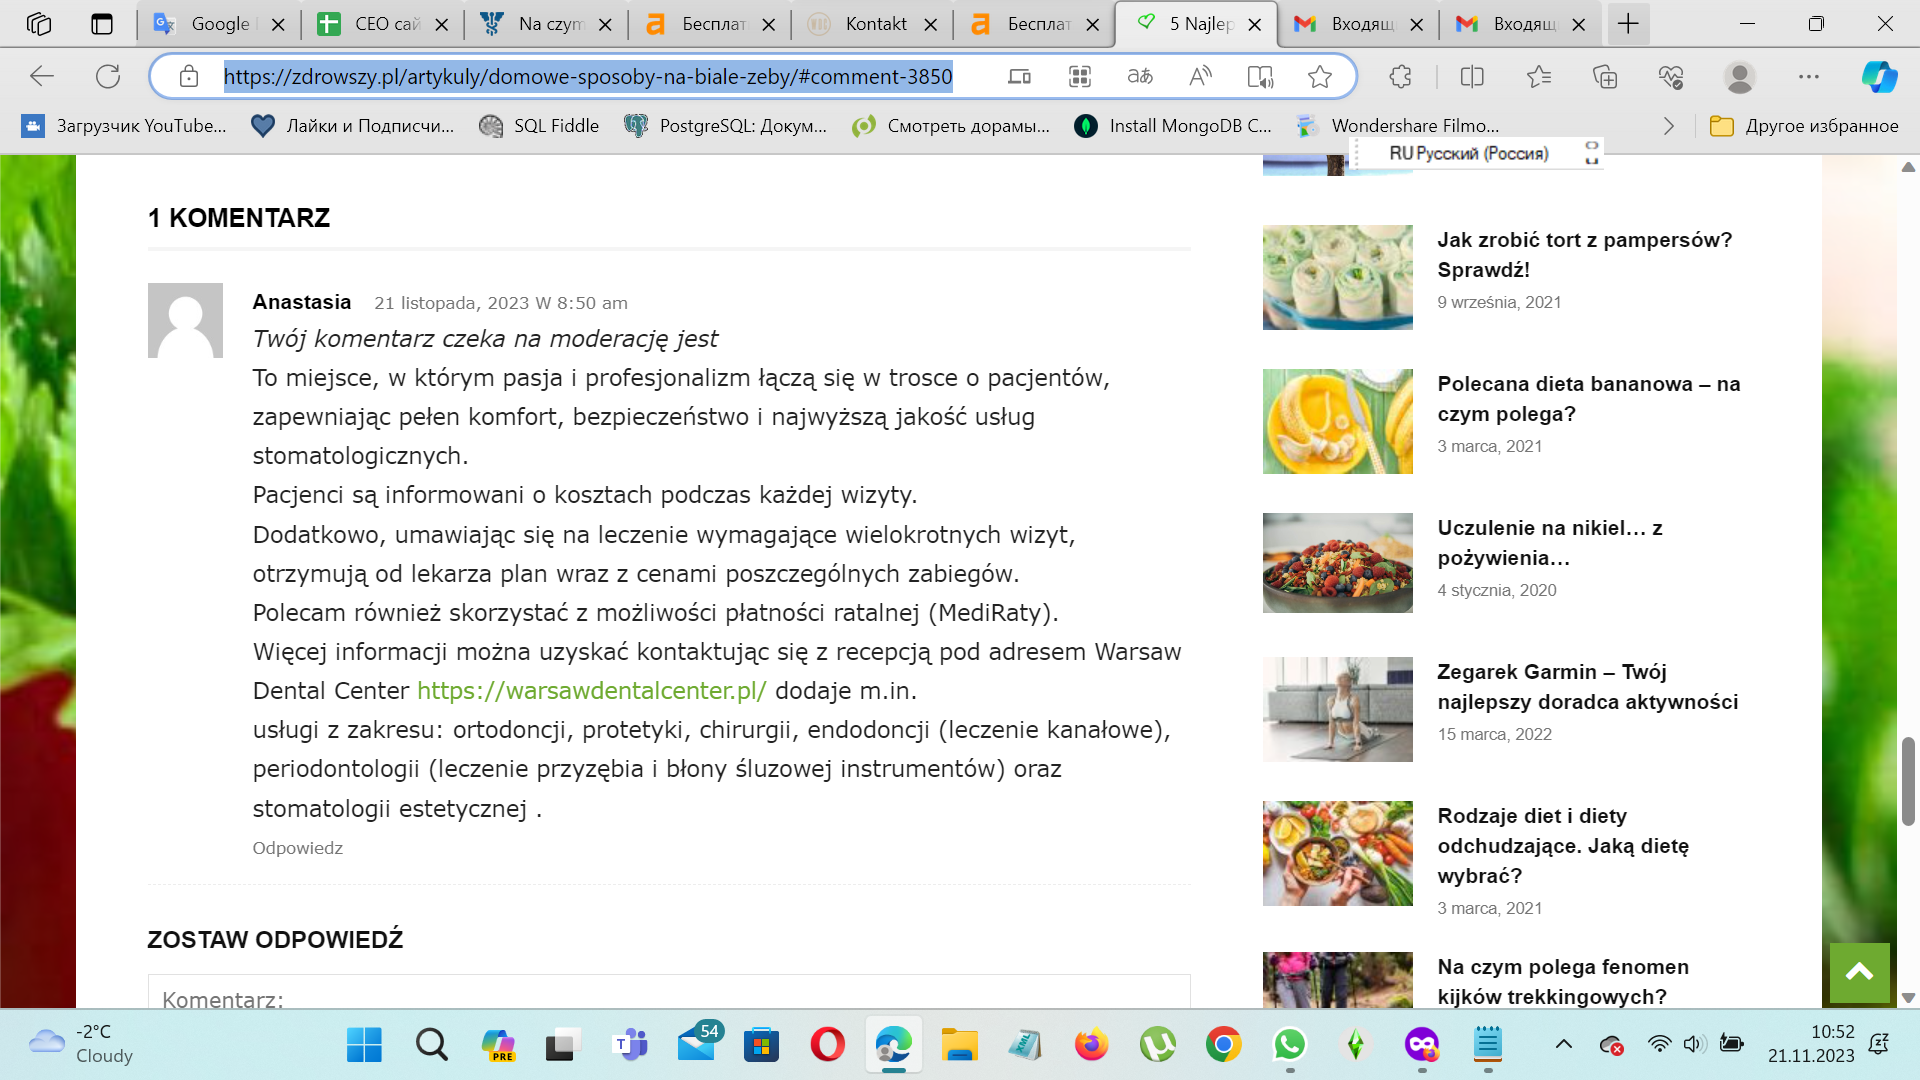 Google
CEO сай
Na czym
Бесплат
Kontakt
Бесплат
5 Najlep
Входящ
Входящ
https://zdrowszy.pl/artykuly/domowe-sposoby-na-biale-zeby/#comment-3850
Загрузчик YouTube...
Лайки и Подписчи...
SQL Fiddle
PostgreSQL: Докум...
Смотреть дорамы...
Install MongoDB C...
Wondershare Filmo...
Другое избранное
RU Русский (Россия)
1 KOMENTARZ
Anastasia 21 listopada, 2023 W 8:50 am
Twój komentarz czeka na moderację jest
To miejsce, w którym pasja i profesjonalizm łączą się w trosce o pacjentów,
zapewniając pełen komfort, bezpieczeństwo i najwyższą jakość usług
stomatologicznych.
Pacjenci są informowani o kosztach podczas każdej wizyty.
Dodatkowo, umawiając się na leczenie wymagające wielokrotnych wizyt,
otrzymują od lekarza plan wraz z cenami poszczególnych zabiegów.
Polecam również skorzystać z możliwości płatności ratalnej (MediRaty).
Więcej informacji można uzyskać kontaktując się z recepcją pod adresem Warsaw
Dental Center https://warsawdentalcenter.pl/ dodaje m.in.
usługi z zakresu: ortodoncji, protetyki, chirurgii, endodoncji (leczenie kanałowe),
periodontologii (leczenie przyzębia i błony śluzowej instrumentów) oraz
stomatologii estetycznej .
Odpowiedz
ZOSTAW ODPOWIEDŹ
Komentarz:
Jak zrobić tort z pampersów?
Sprawdź!
9 września, 2021
Polecana dieta bananowa – na
czym polega?
3 marca, 2021
Uczulenie na nikiel… z
pożywienia…
4 stycznia, 2020
Zegarek Garmin – Twój
najlepszy doradca aktywności
15 marca, 2022
Rodzaje diet i diety
odchudzające. Jaką dietę
wybrać?
3 marca, 2021
Na czym polega fenomen
kijków trekkingowych?
-2°C
Cloudy
PRE
54
10:52
21.11.2023